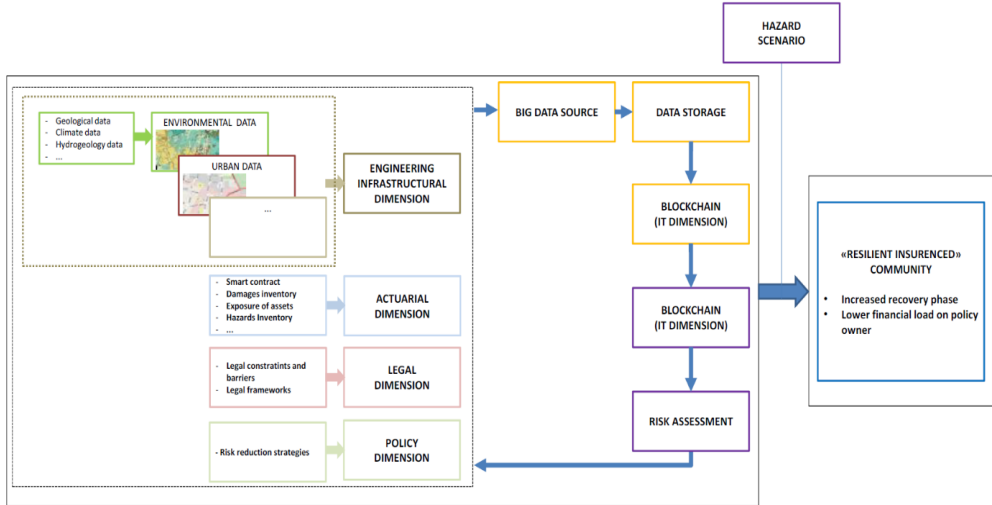 HAZARD
SCENARIO
- Geological data
- Climate data
- Hydrogeology data
- ...
ENVIRONMENTAL DATA
URBAN DATA
...
ENGINEERING
INFRASTRUCTURAL
DIMENSION
- Smart contract
- Damages inventory
- Exposure of assets
- Hazards Inventory
- ...
ACTUARIAL
DIMENSION
- Legal constratints and
barriers
- Legal frameworks
LEGAL
DIMENSION
- Risk reduction strategies
POLICY
DIMENSION
BIG DATA SOURCE
DATA STORAGE
BLOCKCHAIN
(IT DIMENSION)
BLOCKCHAIN
(IT DIMENSION)
RISK ASSESSMENT
«RESILIENT INSURENCED»
COMMUNITY
• Increased recovery phase
• Lower financial load on policy
owner